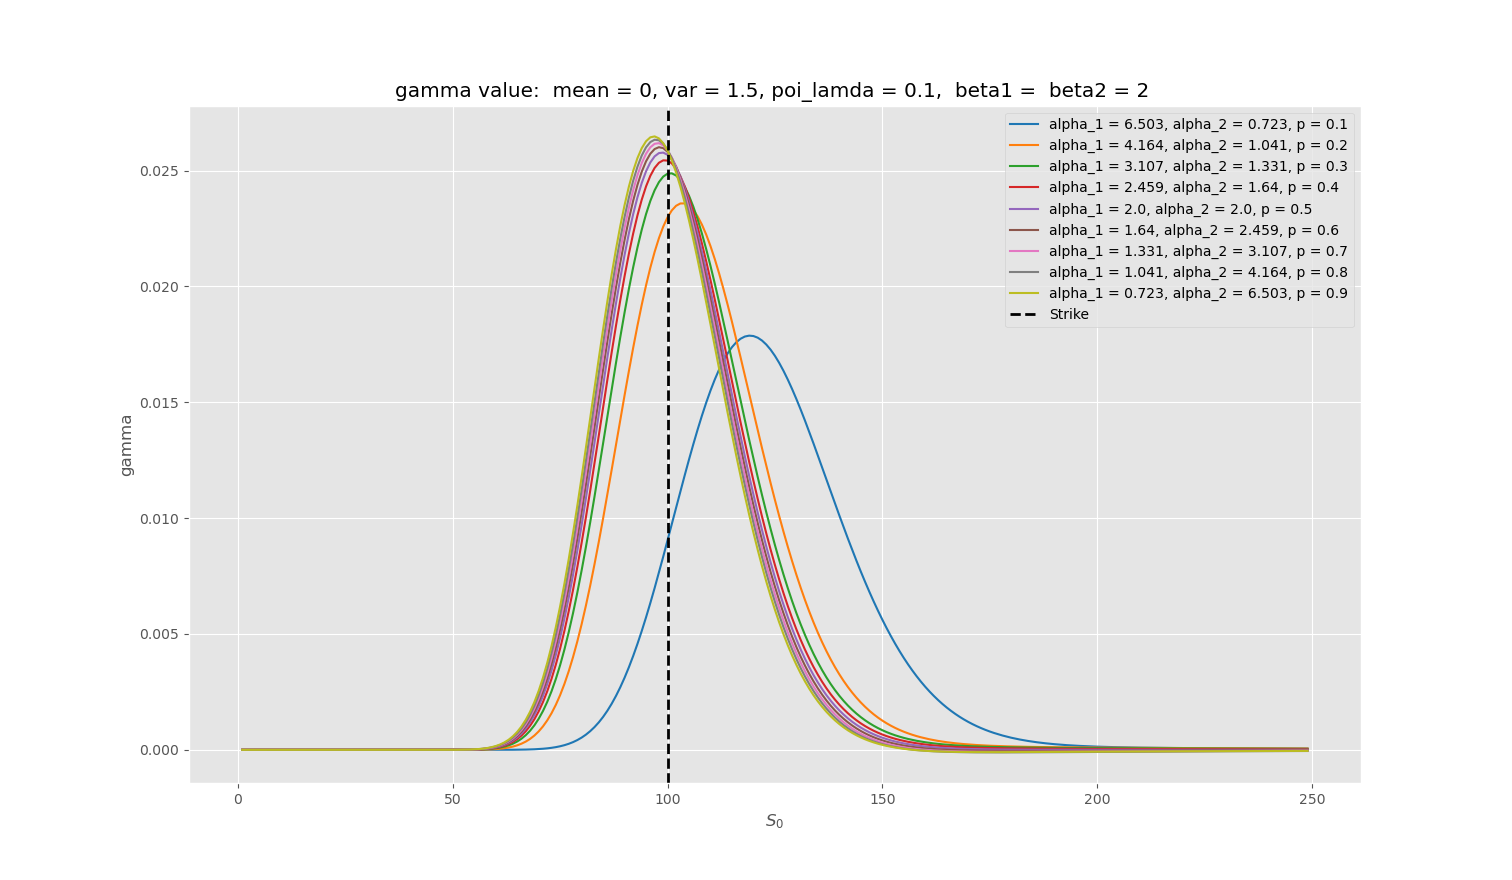 gamma value:  mean = 0, var = 1.5, poi_lamda = 0.1,  beta1 =  beta2 = 2
alpha_1 = 6.503, alpha_2 = 0.723, p = 0.1
alpha_1 = 4.164, alpha_2 = 1.041, p = 0.2
alpha_1 = 3.107, alpha_2 = 1.331, p = 0.3
alpha_1 = 2.459, alpha_2 = 1.64, p = 0.4
alpha_1 = 2.0, alpha_2 = 2.0, p = 0.5
alpha_1 = 1.64, alpha_2 = 2.459, p = 0.6
alpha_1 = 1.331, alpha_2 = 3.107, p = 0.7
alpha_1 = 1.041, alpha_2 = 4.164, p = 0.8
alpha_1 = 0.723, alpha_2 = 6.503, p = 0.9
Strike
0.025
0.020
0.015
0.010
0.005
0.000
gamma
0 50 100 150 200 250
S₀